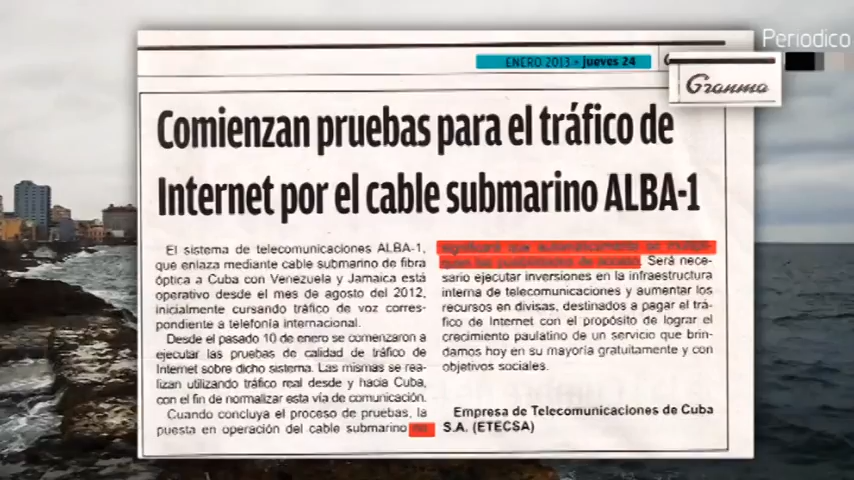 Periodico
ENERO 2013 > jueves 24
Granma
Comienzan pruebas para el tráfico de
Internet por el cable submarino ALBA-1
El sistema de telecomunicaciones ALBA-1,
que enlaza mediante cable submarino de fibra
óptica a Cuba con Venezuela y Jamaica está
operativo desde el mes de agosto del 2012,
inicialmente cursando tráfico de voz corres-
pondiente a telefonía internacional.
Desde el pasado 10 de enero se comenzaron a
ejecutar las pruebas de calidad de tráfico de
Internet sobre dicho sistema. Las mismas se rea-
lizan utilizando tráfico real desde y hacia Cuba,
con el fin de normalizar esta vía de comunicación.
Cuando concluya el proceso de pruebas, la
puesta en operación del cable submarino no
significará que automáticamente se
las posibilidades de acceso. Será nece-
sario ejecutar inversiones en la infraestructura
interna de telecomunicaciones y aumentar los
recursos en divisas, destinados a pagar el trá-
fico de Internet con el propósito de lograr el
crecimiento paulatino de un servicio que brin-
damos hoy en su mayoría gratuitamente y con
objetivos sociales.
Empresa de Telecomunicaciones de Cuba
S.A. (ETECSA)